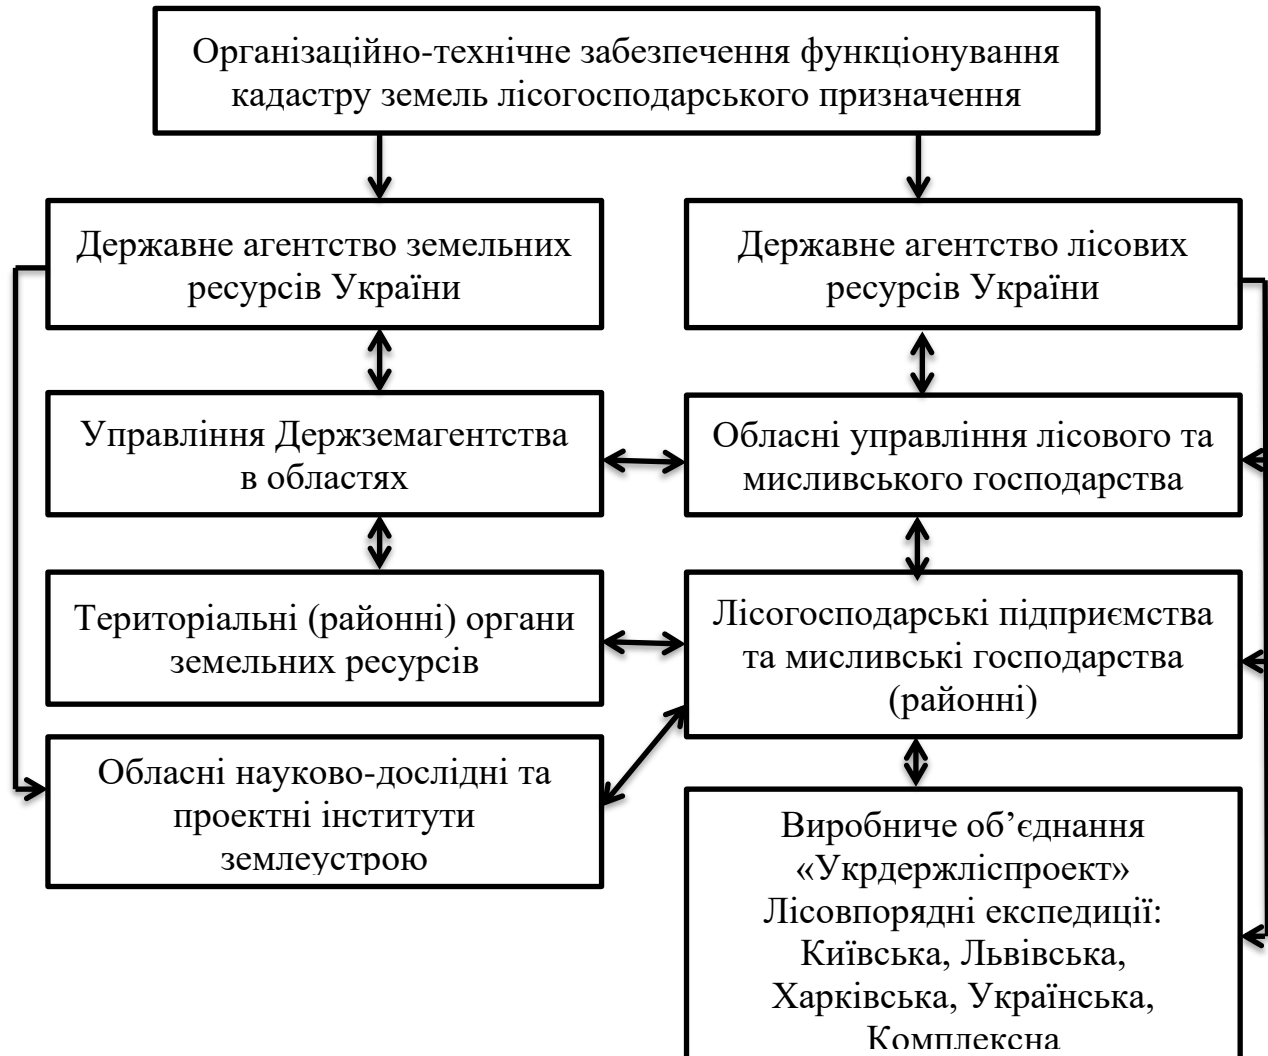 Організаційно-технічне забезпечення функціонування
кадастру земель лісогосподарського призначення
Державне агентство земельних
ресурсів України
Державне агентство лісових
ресурсів України
Управління Держземагентства
в областях
Обласні управління лісового та
мисливського господарства
Територіальні (районні) органи
земельних ресурсів
Лісогосподарські підприємства
та мисливські господарства
(районні)
Обласні науково-дослідні та
проектні інститути
землеустрою
Виробниче об’єднання
«Укрдержліспроект»
Лісовпорядні експедиції:
Київська, Львівська,
Харківська, Українська,
Комплексна